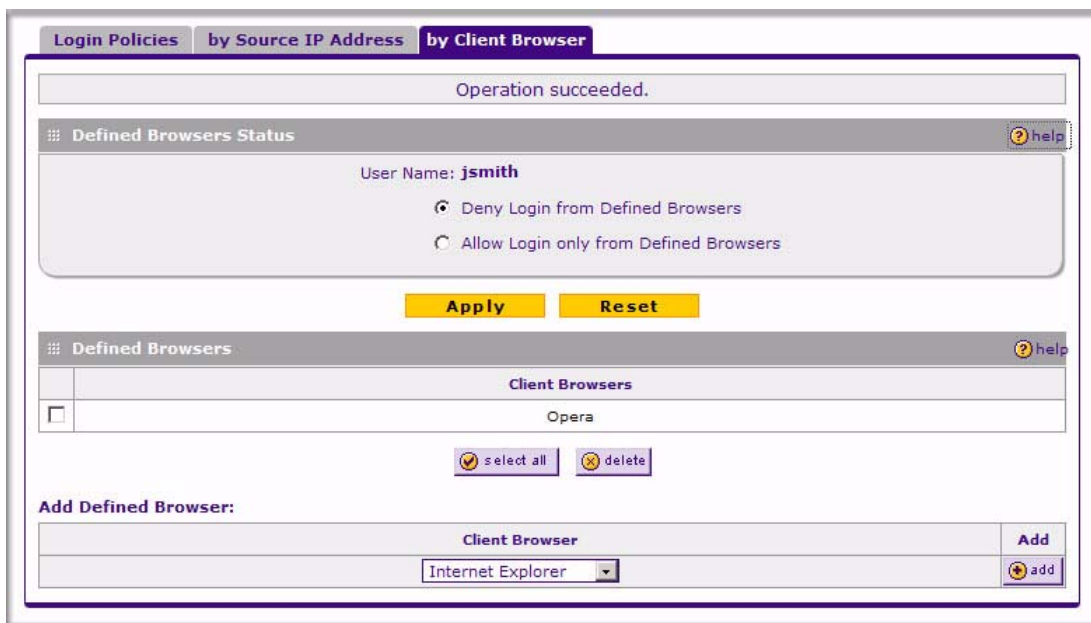 Login Policies by Source IP Address by Client Browser
Operation succeeded.
Defined Browsers Status ? help
User Name: jsmith
Deny Login from Defined Browsers
Allow Login only from Defined Browsers
Apply Reset
Defined Browsers ? help
Client Browsers
Opera
select all delete
Add Defined Browser:
Client Browser Add
Internet Explorer add